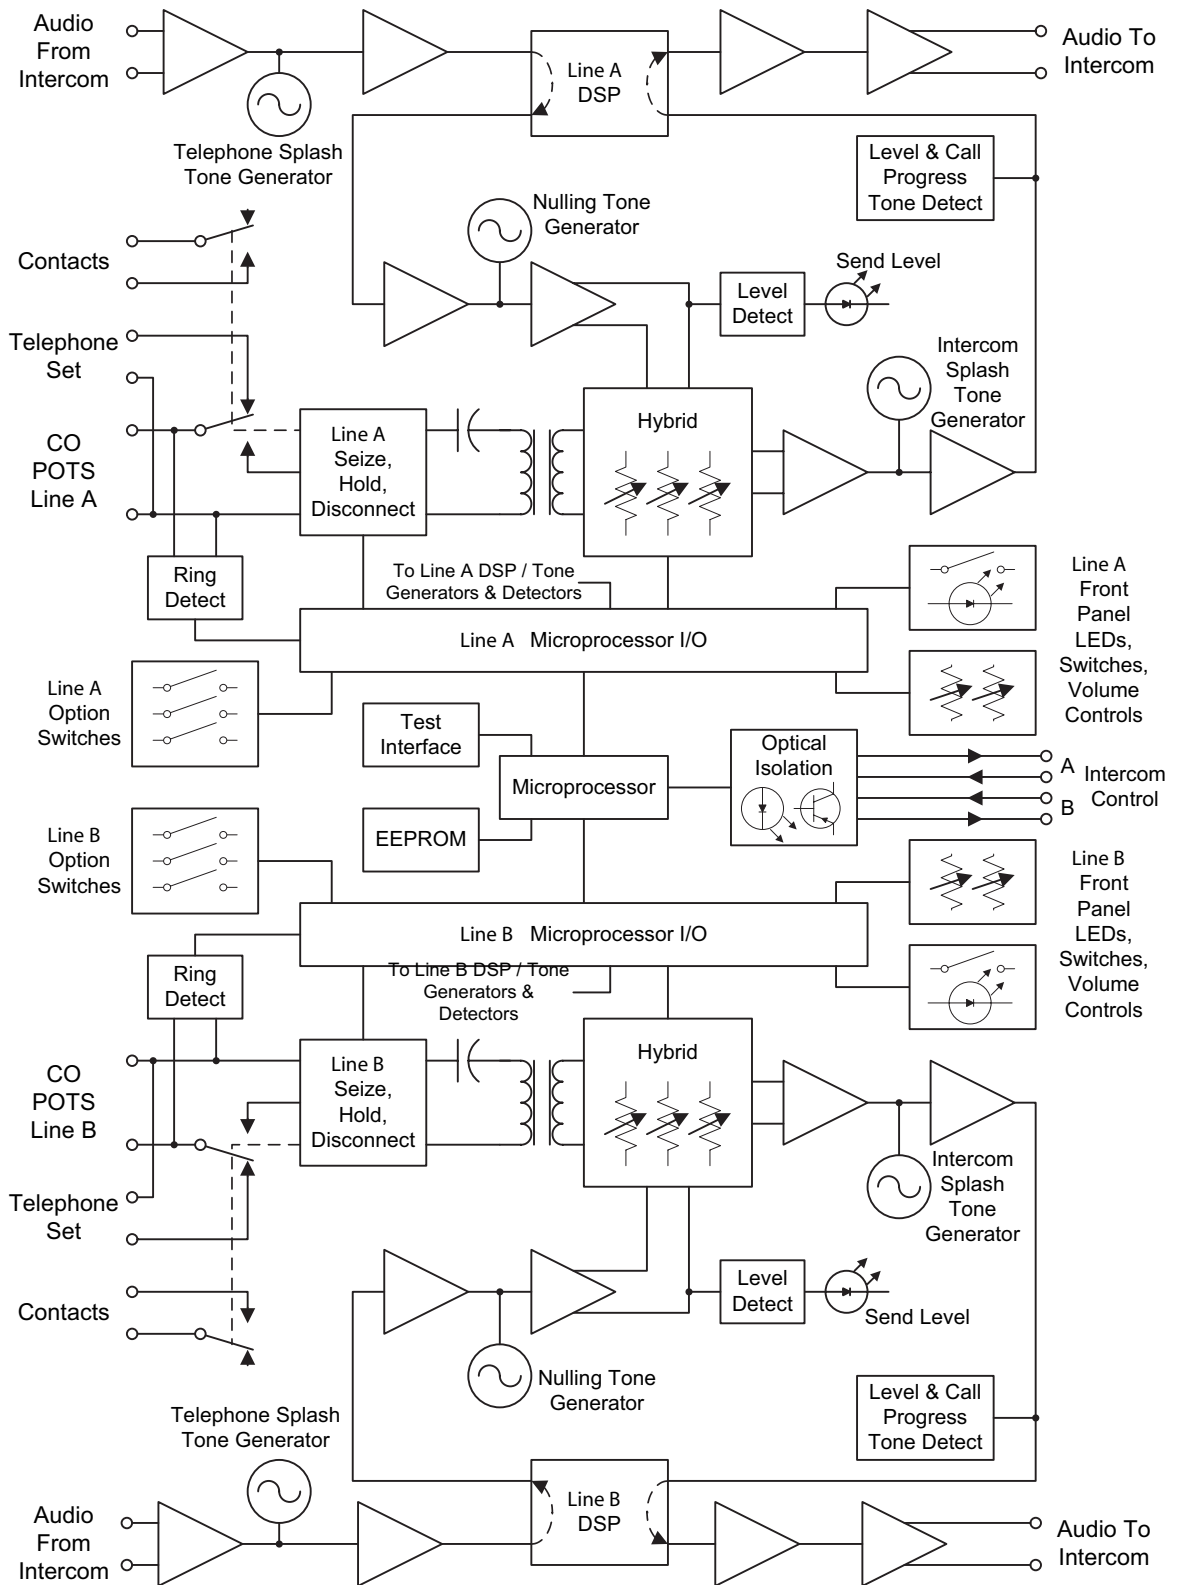 Audio
From
Intercom
Line A
DSP
Audio To
Intercom
Telephone Splash
Tone Generator
Level & Call
Progress
Tone Detect
Nulling Tone
Generator
Contacts
Send Level
Level
Detect
Telephone
Set
Intercom
Splash
Tone
Generator
CO
POTS
Line A
Line A
Seize,
Hold,
Disconnect
Hybrid
Ring
Detect
To Line A DSP / Tone
Generators & Detectors
Line A
Front
Panel
LEDs,
Switches,
Volume
Controls
Line A Microprocessor I/O
Line A
Option
Switches
Test
Interface
Optical
Isolation
Microprocessor
A
B
Intercom
Control
Line B
Option
Switches
EEPROM
Line B
Front
Panel
LEDs,
Switches,
Volume
Controls
Line B Microprocessor I/O
Ring
Detect
To Line B DSP / Tone
Generators &
Detectors
CO
POTS
Line B
Line B
Seize,
Hold,
Disconnect
Hybrid
Intercom
Splash
Tone
Generator
Telephone
Set
Contacts
Level
Detect
Send Level
Nulling Tone
Generator
Level & Call
Progress
Tone Detect
Telephone Splash
Tone Generator
Audio
From
Intercom
Line B
DSP
Audio To
Intercom